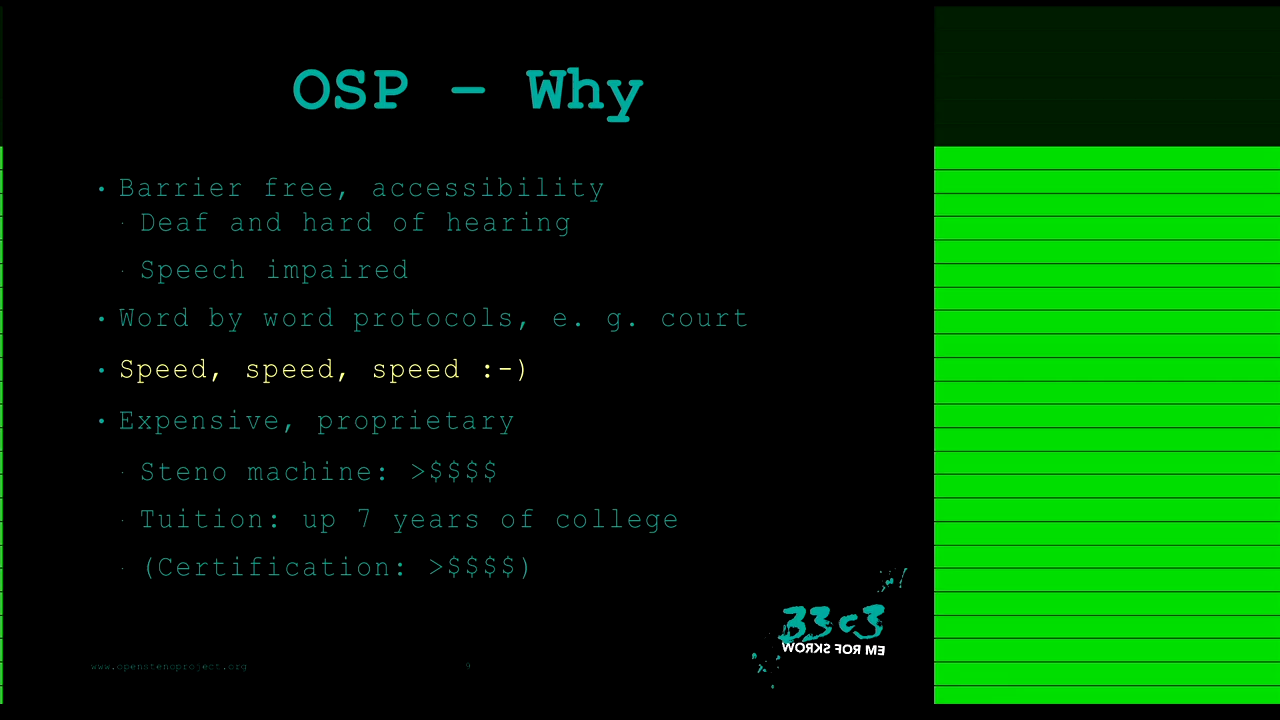 OSP – Why
• Barrier free, accessibility
· Deaf and hard of hearing
· Speech impaired
• Word by word protocols, e. g. court
• Speed, speed, speed :-)
• Expensive, proprietary
· Steno machine: >$$$$
· Tuition: up 7 years of college
· (Certification: >$$$$)
33c3
WORKS FOR ME
www.openstenoproject.org 9